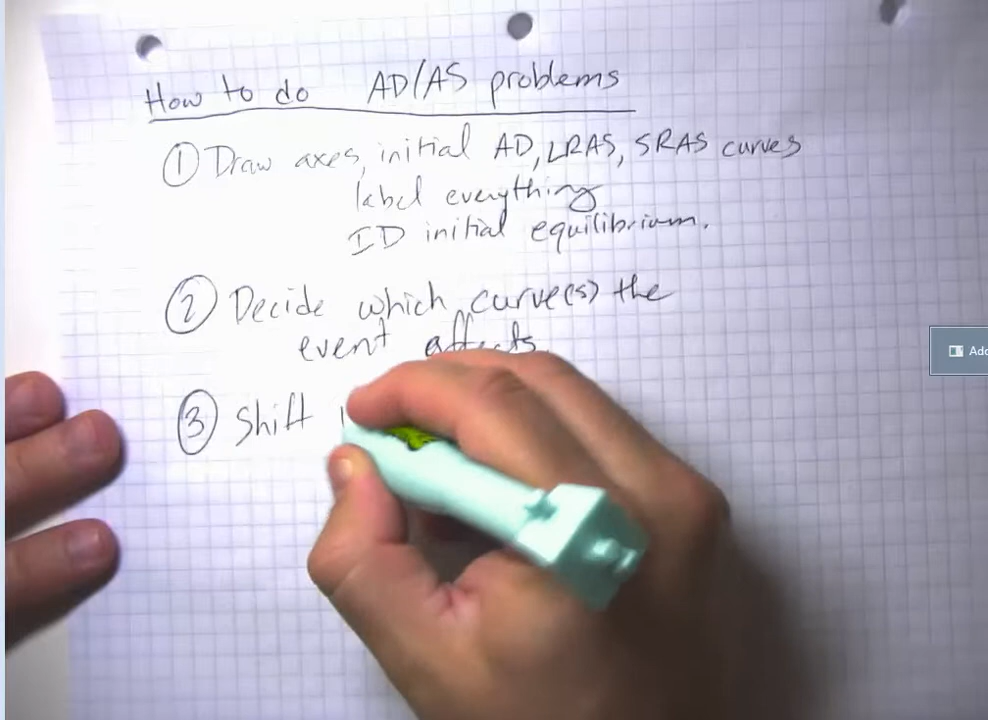 How to do AD/AS problems
① Draw axes, initial AD, LRAS, SRAS curves
label everything
ID initial equilibrium.
② Decide which curve(s) the
event affects.
③ Shift
Add